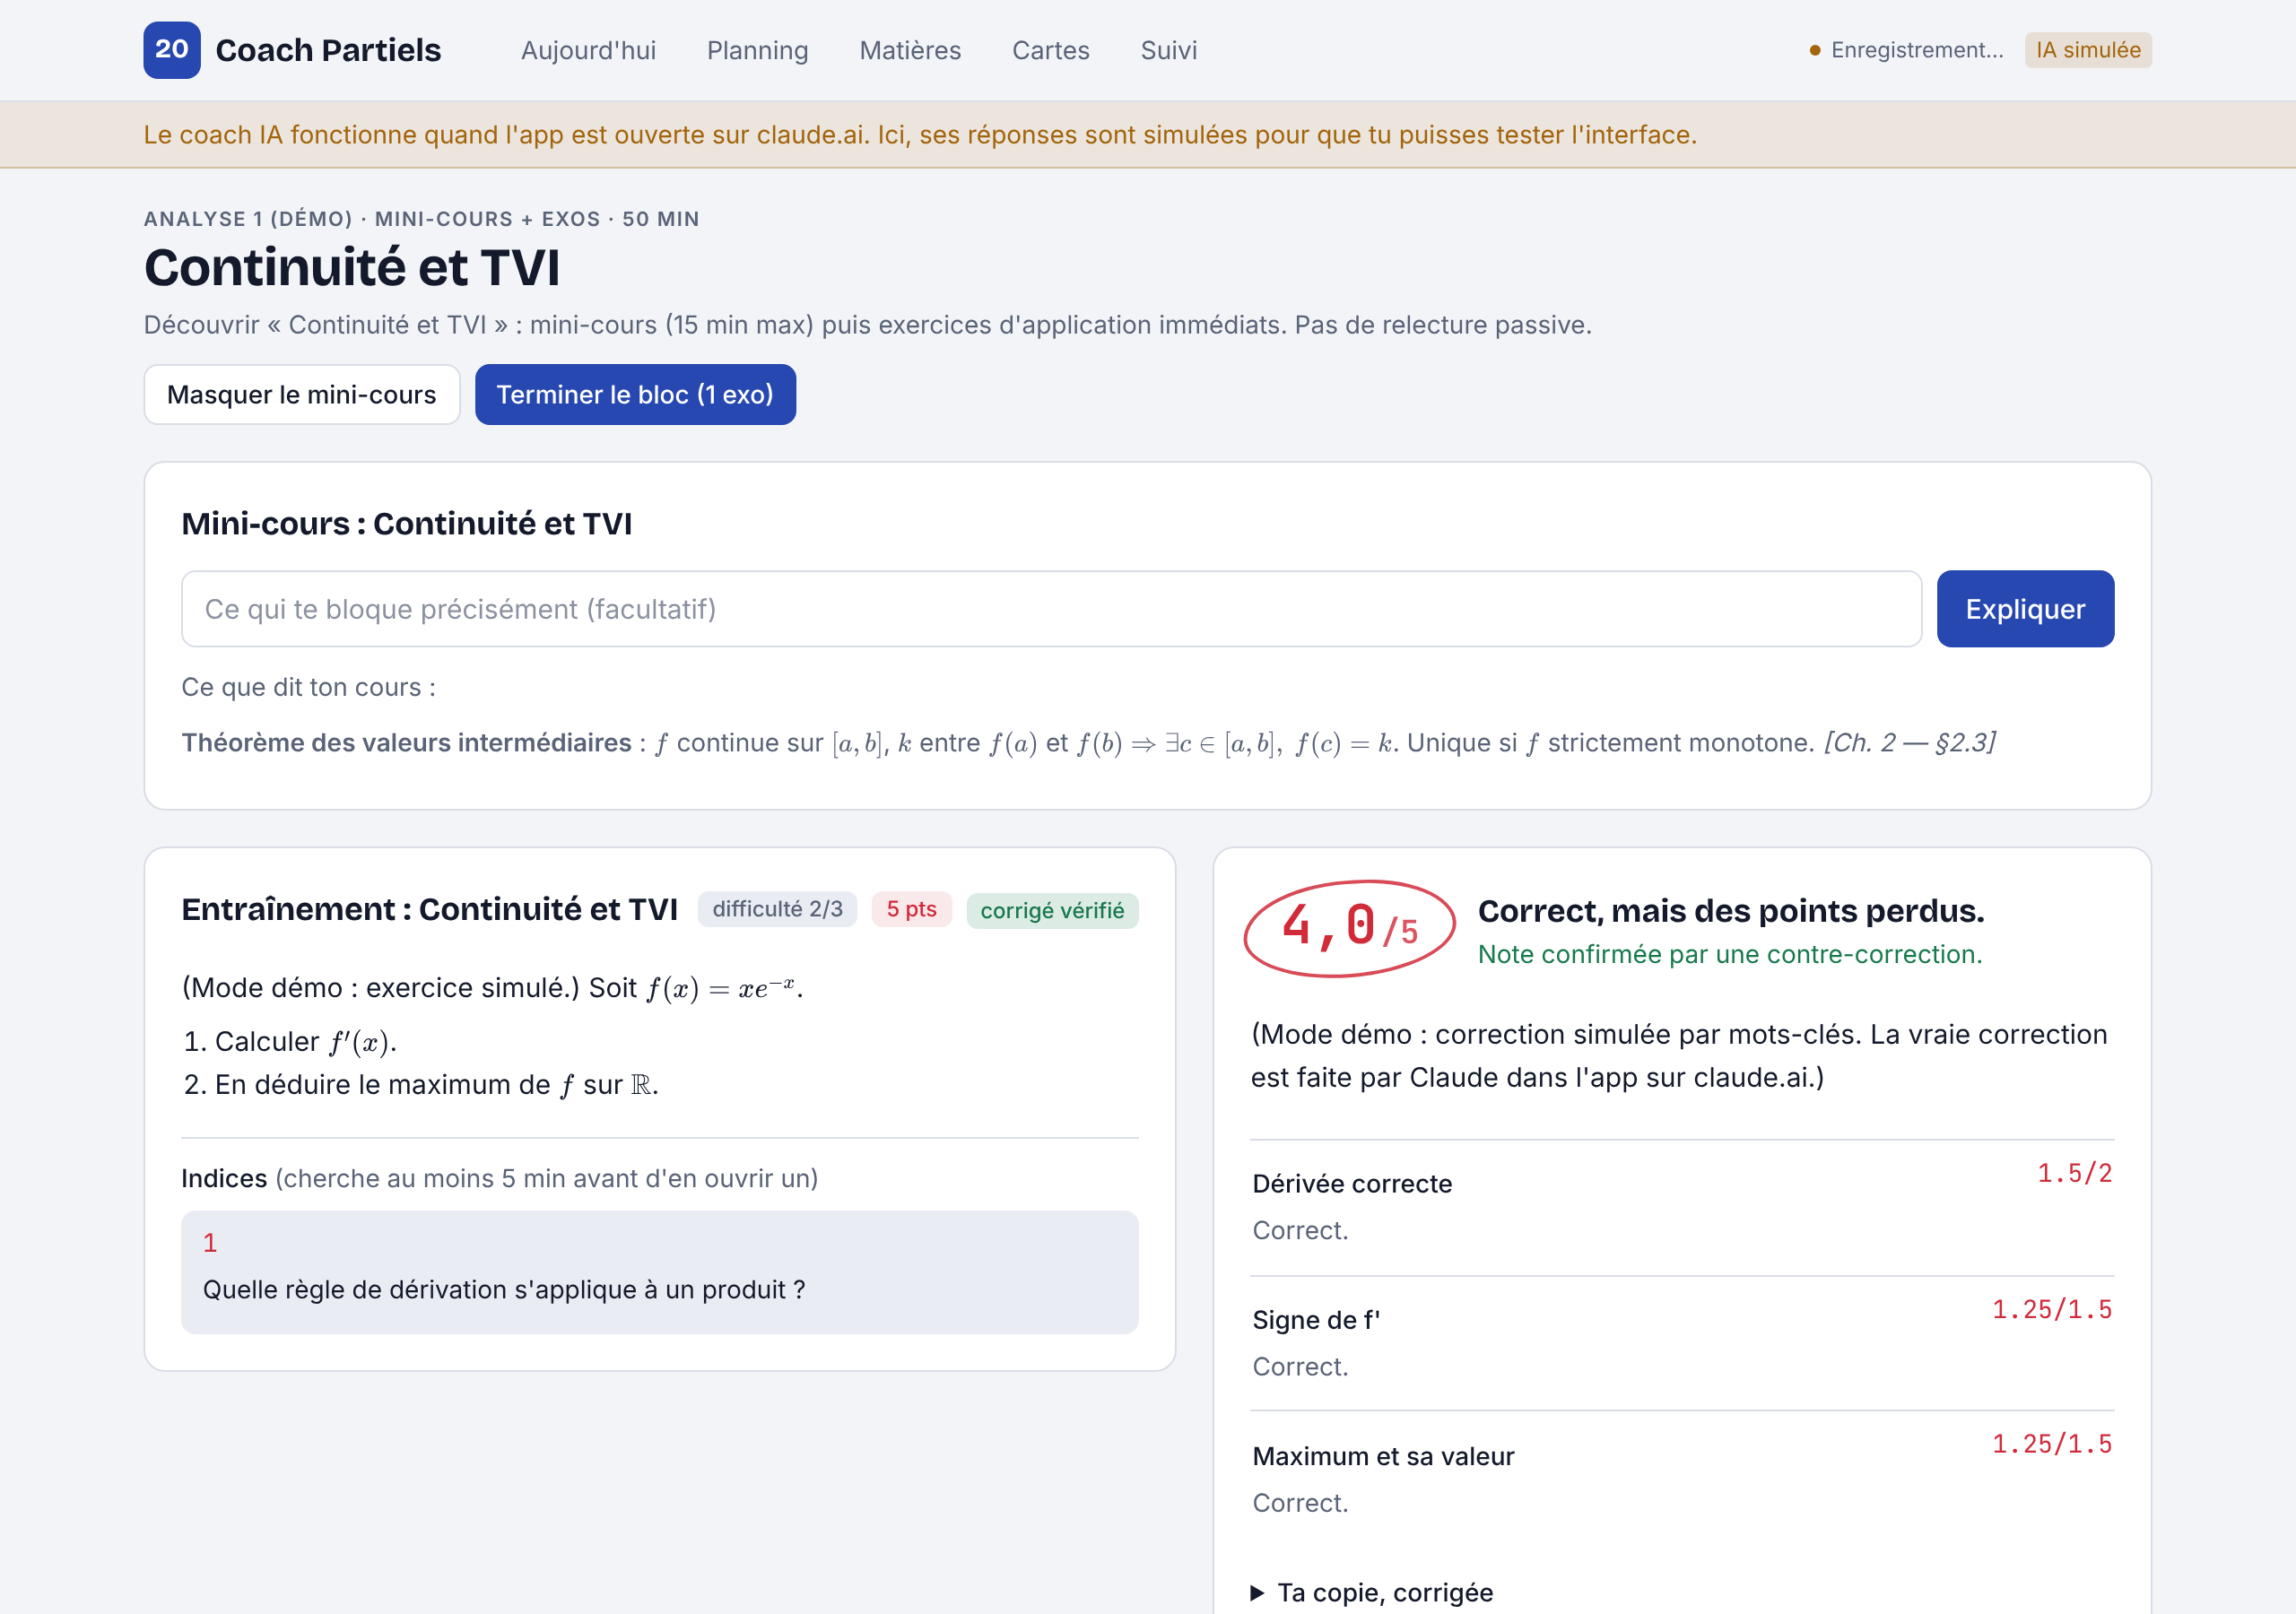 20 Coach Partiels Aujourd'hui Planning Matières Cartes Suivi Enregistrement... IA simulée
Le coach IA fonctionne quand l'app est ouverte sur claude.ai. Ici, ses réponses sont simulées pour que tu puisses tester l'interface.
ANALYSE 1 (DÉMO) · MINI-COURS + EXOS · 50 MIN
Continuité et TVI
Découvrir « Continuité et TVI » : mini-cours (15 min max) puis exercices d'application immédiats. Pas de relecture passive.
Masquer le mini-cours Terminer le bloc (1 exo)
Mini-cours : Continuité et TVI
Ce qui te bloque précisément (facultatif) Expliquer
Ce que dit ton cours :
Théorème des valeurs intermédiaires : f continue sur [a, b], k entre f(a) et f(b) ⇒ ∃c ∈ [a, b], f(c) = k. Unique si f strictement monotone. [Ch. 2 — §2.3]
Entraînement : Continuité et TVI difficulté 2/3 5 pts corrigé vérifié
(Mode démo : exercice simulé.) Soit f(x) = xe⁻ˣ.
1. Calculer f′(x).
2. En déduire le maximum de f sur ℝ.
Indices (cherche au moins 5 min avant d'en ouvrir un)
1
Quelle règle de dérivation s'applique à un produit ?
4,0/5
Correct, mais des points perdus.
Note confirmée par une contre-correction.
(Mode démo : correction simulée par mots-clés. La vraie correction
est faite par Claude dans l'app sur claude.ai.)
Dérivée correcte 1.5/2
Correct.
Signe de f' 1.25/1.5
Correct.
Maximum et sa valeur 1.25/1.5
Correct.
▶ Ta copie, corrigée